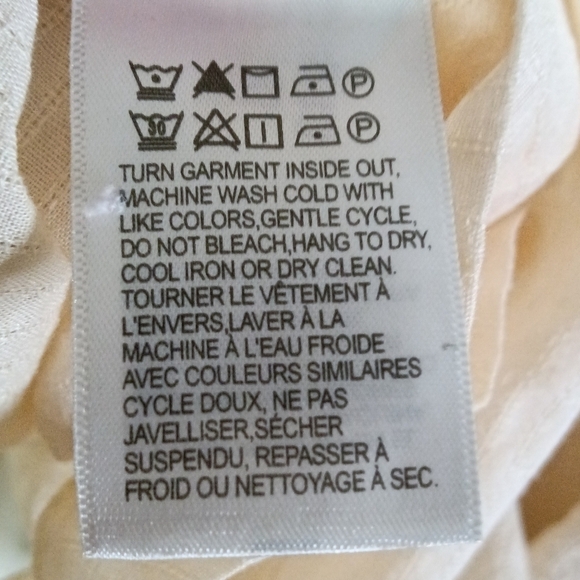 P
30 P
TURN GARMENT INSIDE OUT,
MACHINE WASH COLD WITH
LIKE COLORS,GENTLE CYCLE,
DO NOT BLEACH,HANG TO DRY,
COOL IRON OR DRY CLEAN.
TOURNER LE VÊTEMENT À
L'ENVERS,LAVER À LA
MACHINE À L'EAU FROIDE
AVEC COULEURS SIMILAIRES
CYCLE DOUX, NE PAS
JAVELLISER,SÉCHER
SUSPENDU, REPASSER À
FROID OU NETTOYAGE À SEC.